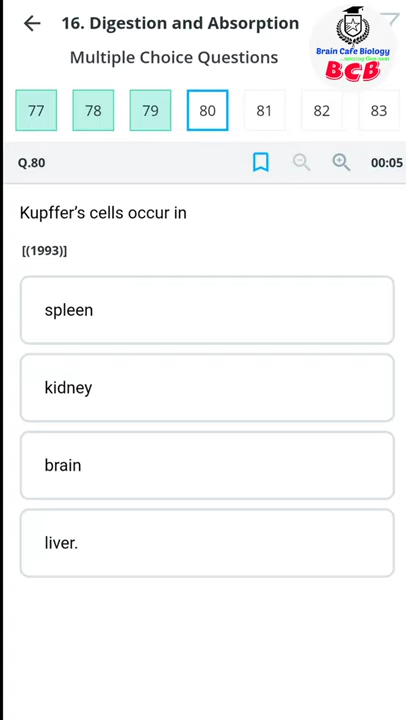 16. Digestion and Absorption
Multiple Choice Questions
Brain Cafe Biology
BCB
77 78 79 80 81 82 83
Q.80
00:05
Kupffer's cells occur in
[(1993)]
spleen
kidney
brain
liver.